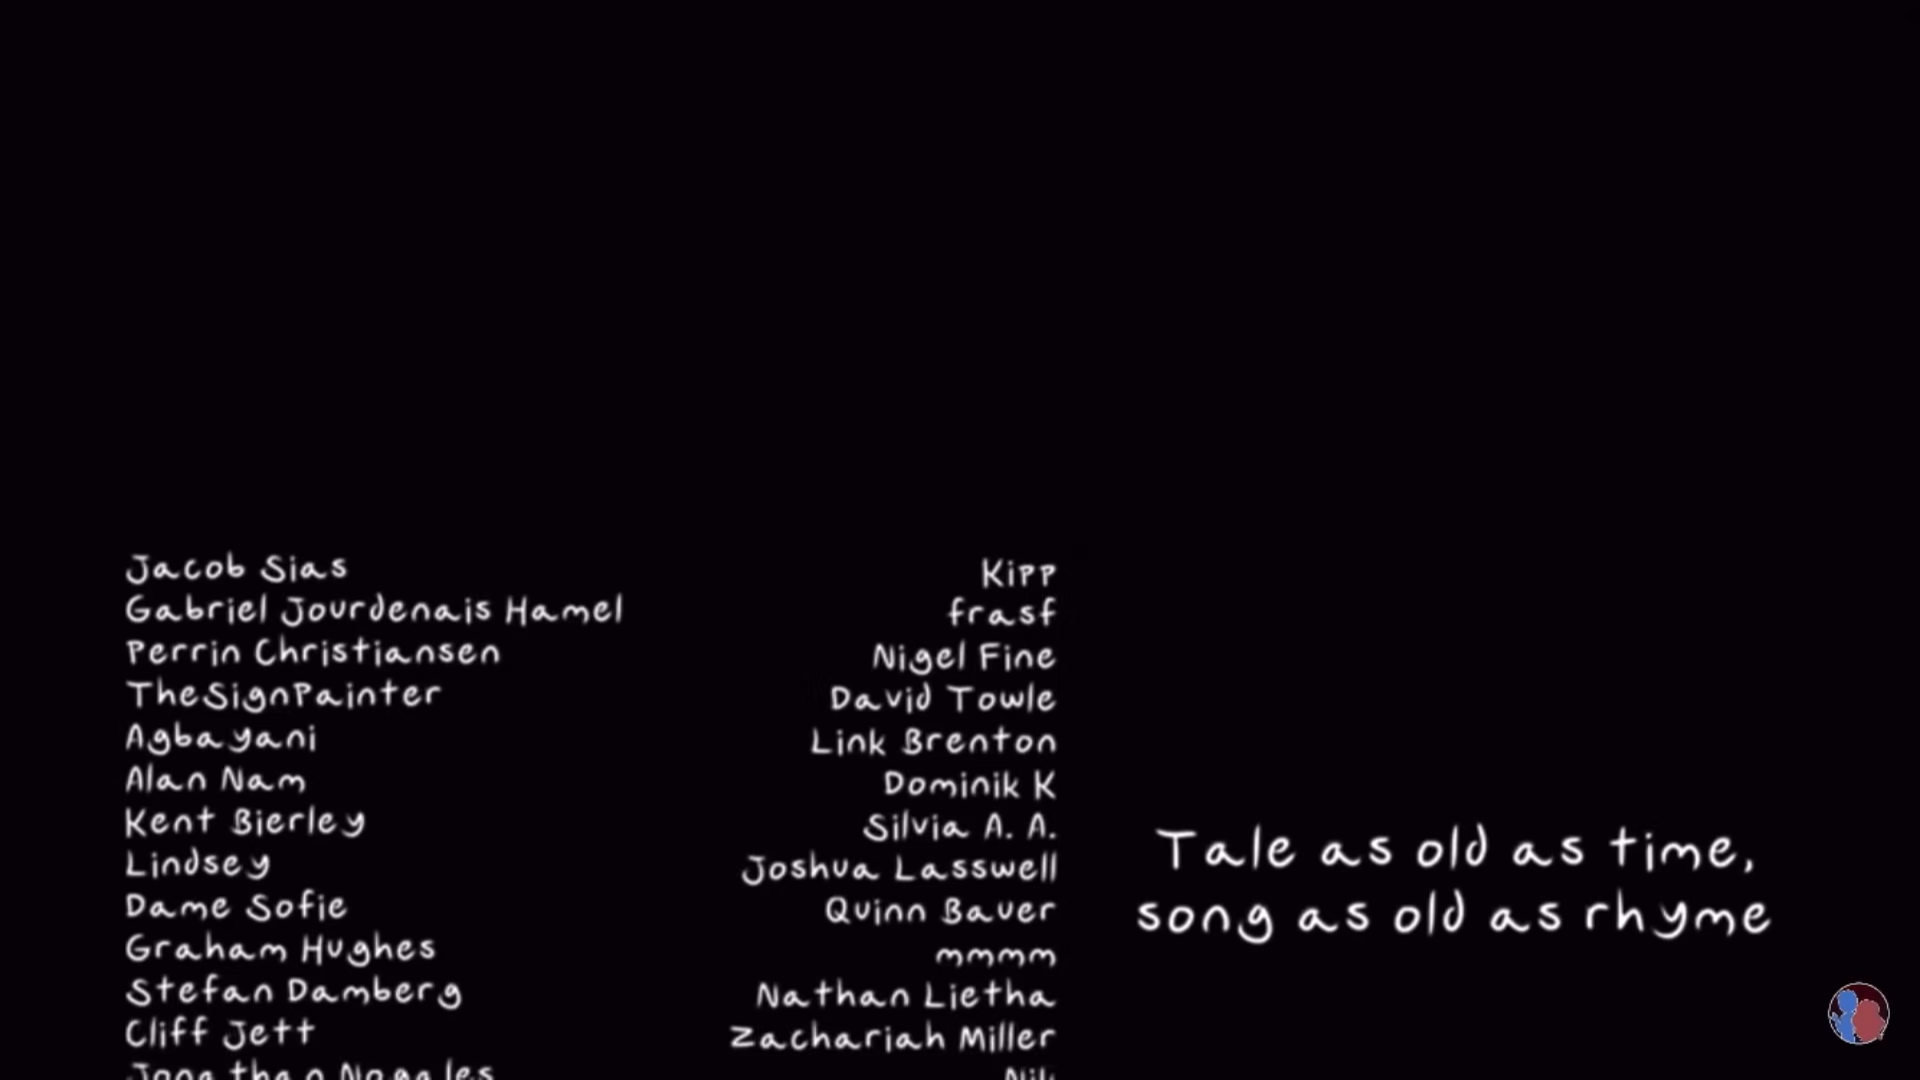 Jacob Sias
Gabriel Jourdenais Hamel
Perrin Christiansen
TheSignPainter
Agbayani
Alan Nam
Kent Bierley
Lindsey
Dame Sofie
Graham Hughes
Stefan Damberg
Cliff Jett
Jonathan Nogales
Kipp
frasf
Nigel Fine
David Towle
Link Brenton
Dominik K
Silvia A. A.
Joshua Lasswell
Quinn Bauer
mmmm
Nathan Lietha
Zachariah Miller
Tale as old as time,
song as old as rhyme